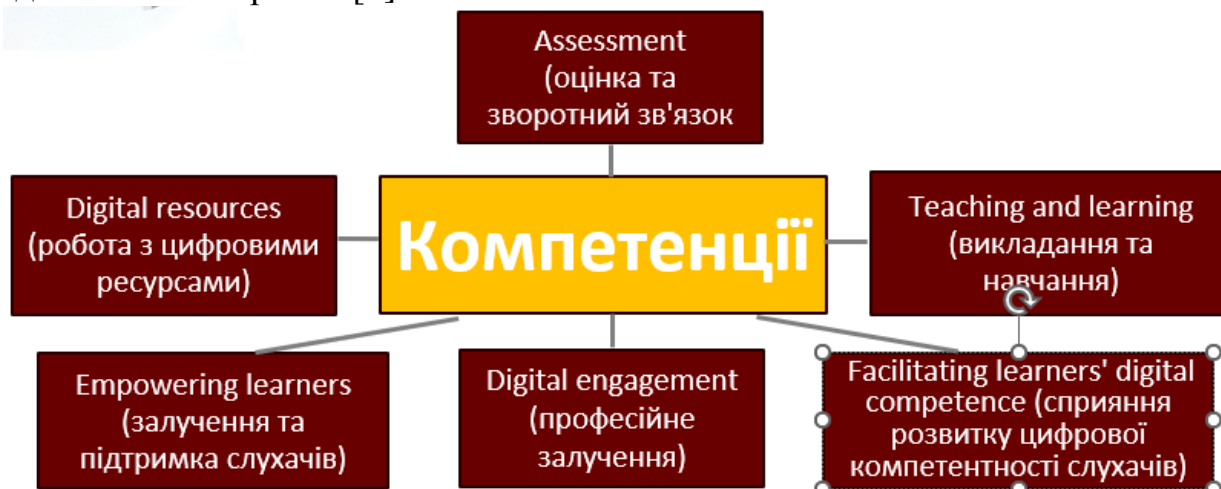 Assessment
(оцінка та
зворотний зв'язок
Digital resources
(робота з цифровими
ресурсами)
Компетенції
Teaching and learning
(викладання та
навчання)
Empowering learners
(залучення та
підтримка слухачів)
Digital engagement
(професійне
залучення)
Facilitating learners' digital
competence (сприяння
розвитку цифрової
компетентності слухачів)